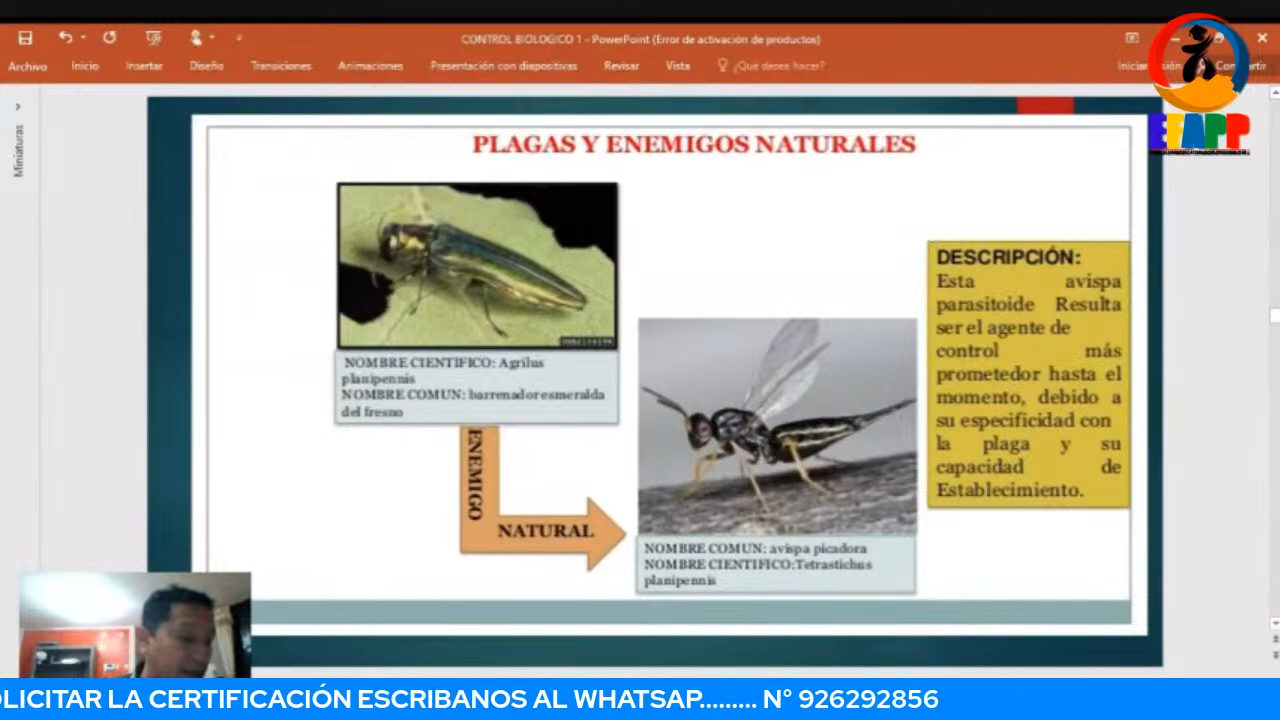 CONTROL BIOLOGICO 1 - PowerPoint (Error de activación de productos)
Archivo Inicio Insertar Diseño Transiciones Animaciones Presentación con diapositivas Revisar Vista ¿Qué desea hacer? Iniciar
EFAPP
Miniaturas
PLAGAS Y ENEMIGOS NATURALES
NOMBRE CIENTIFICO: Agrilus
planipennis
NOMBRE COMUN: barrenador esmeralda
del fresno
ENEMIGO
NATURAL
NOMBRE COMUN: avispa picadora
NOMBRE CIENTIFICO:Tetrastichus
planipennis
DESCRIPCIÓN:
Esta avispa
parasitoide Resulta
ser el agente de
control más
prometedor hasta el
momento, debido a
su especificidad con
la plaga y su
capacidad de
Establecimiento.
OLICITAR LA CERTIFICACIÓN ESCRIBANOS AL WHATSAP......... N° 926292856